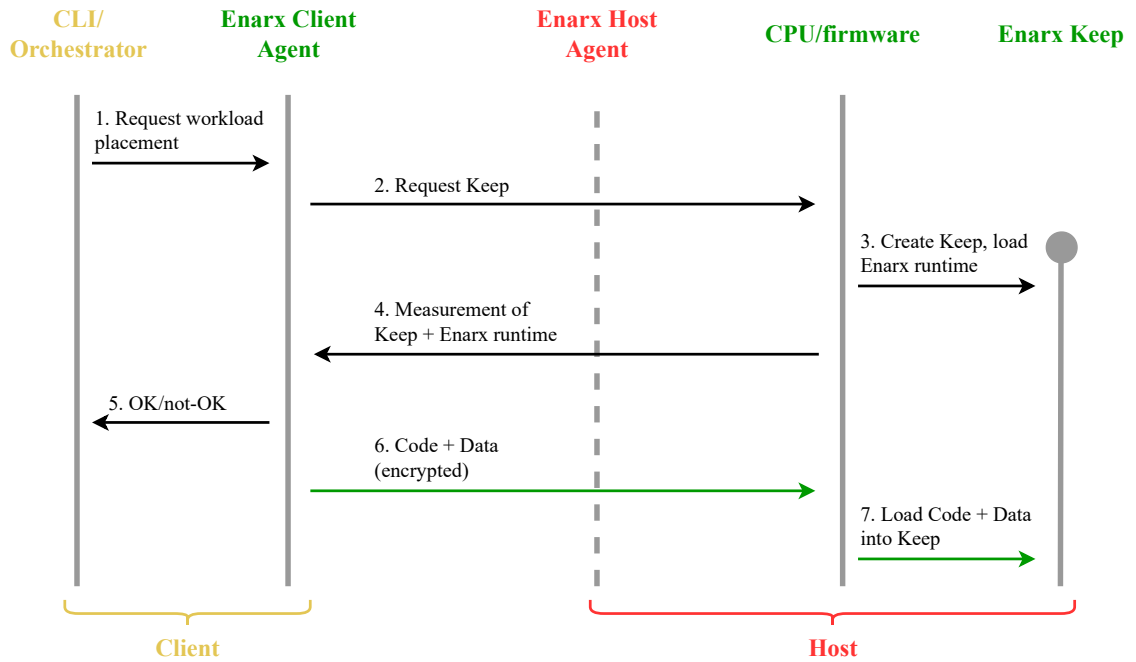 CLI/
Orchestrator
Enarx Client
Agent
Enarx Host
Agent
CPU/firmware
Enarx Keep
1. Request workload
placement
2. Request Keep
3. Create Keep, load
Enarx runtime
4. Measurement of
Keep + Enarx runtime
5. OK/not-OK
6. Code + Data
(encrypted)
7. Load Code + Data
into Keep
Client
Host